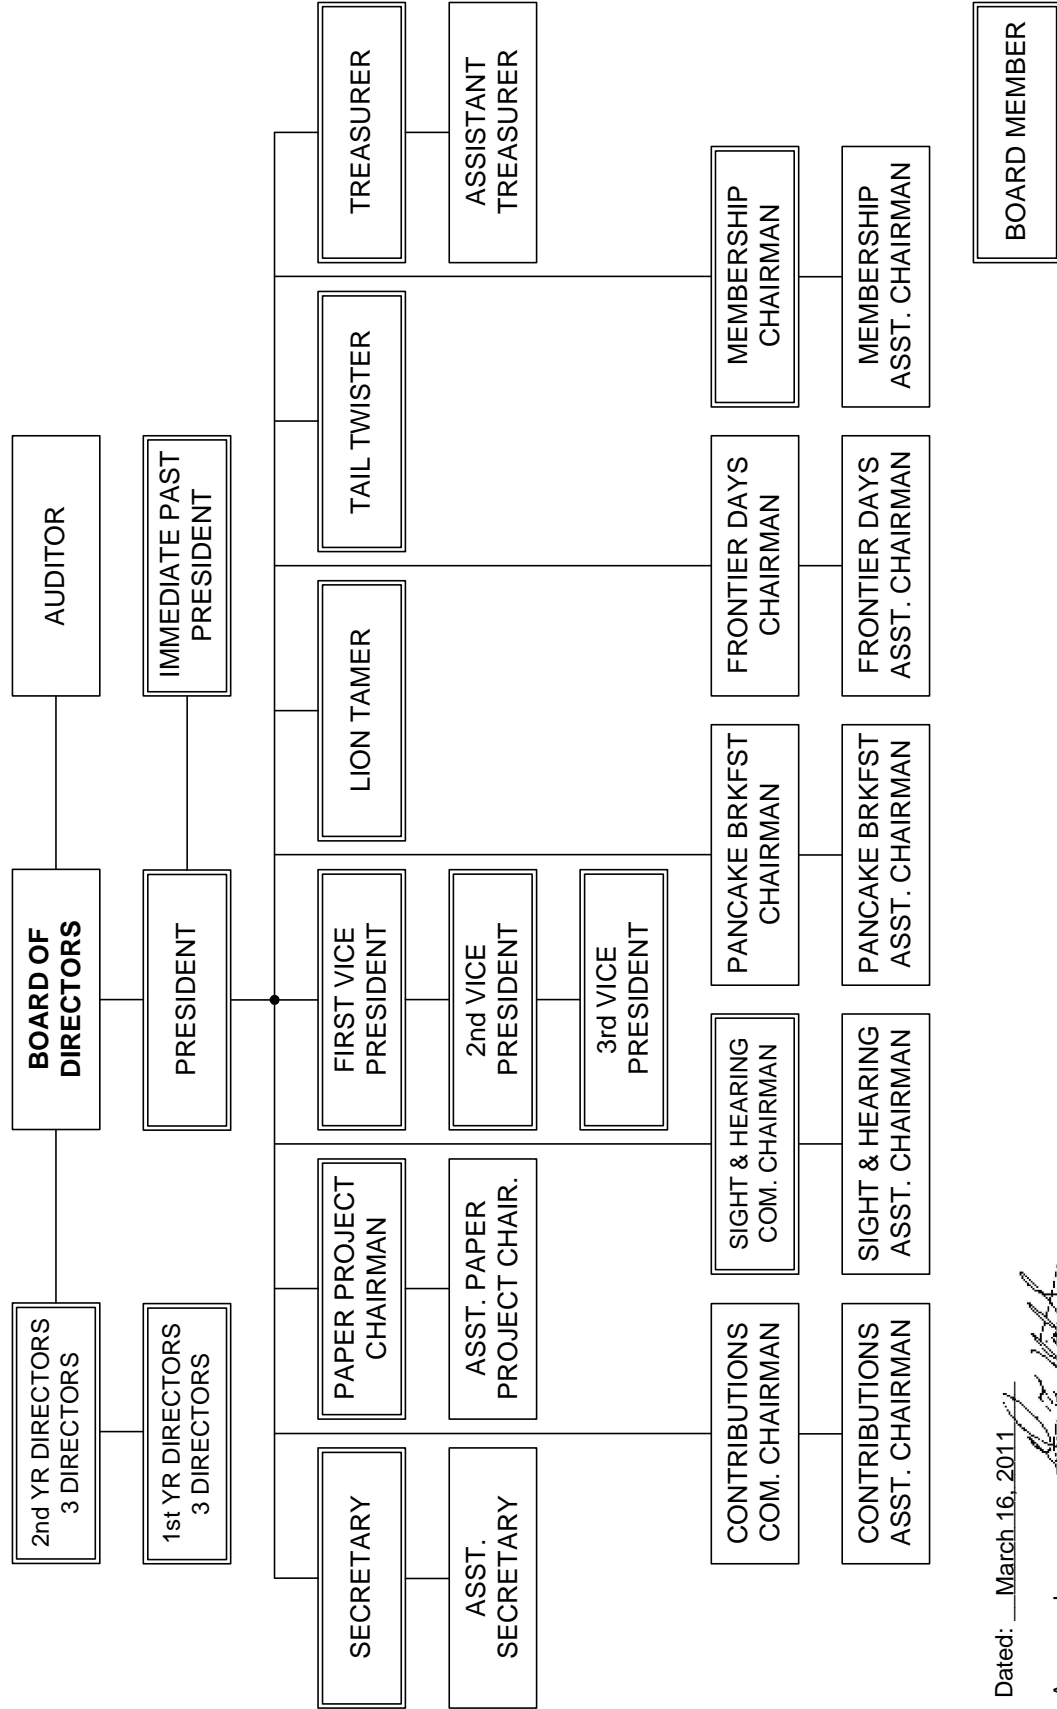 2nd YR DIRECTORS
3 DIRECTORS
BOARD OF
DIRECTORS
AUDITOR
1st YR DIRECTORS
3 DIRECTORS
PRESIDENT
IMMEDIATE PAST
PRESIDENT
SECRETARY
PAPER PROJECT
CHAIRMAN
FIRST VICE
PRESIDENT
LION TAMER
TAIL TWISTER
TREASURER
ASST.
SECRETARY
ASST. PAPER
PROJECT CHAIR.
2nd VICE
PRESIDENT
ASSISTANT
TREASURER
3rd VICE
PRESIDENT
CONTRIBUTIONS
COM. CHAIRMAN
SIGHT & HEARING
COM. CHAIRMAN
PANCAKE BRKFST
CHAIRMAN
FRONTIER DAYS
CHAIRMAN
MEMBERSHIP
CHAIRMAN
CONTRIBUTIONS
ASST. CHAIRMAN
SIGHT & HEARING
ASST. CHAIRMAN
PANCAKE BRKFST
ASST. CHAIRMAN
FRONTIER DAYS
ASST. CHAIRMAN
MEMBERSHIP
ASST. CHAIRMAN
BOARD MEMBER
Dated: March 16, 2011